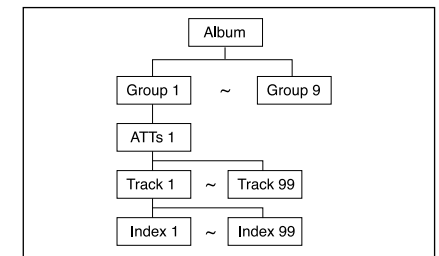 Album
Group 1 ~ Group 9
ATTs 1
Track 1 ~ Track 99
Index 1 ~ Index 99